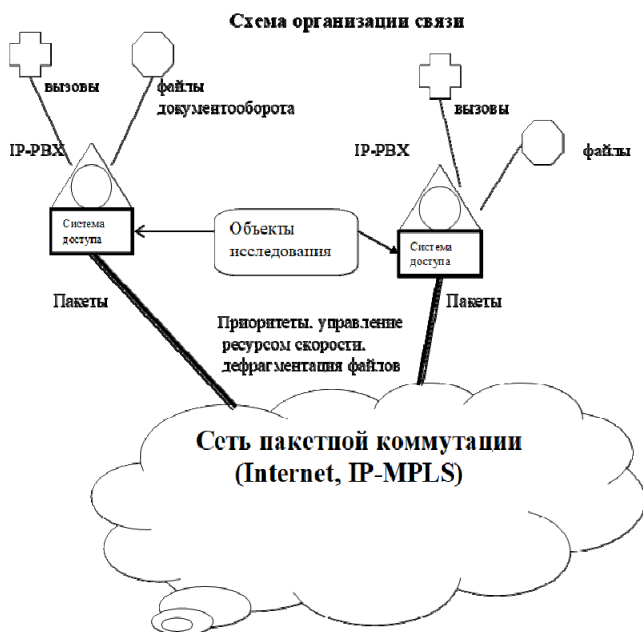 Схема организации связи
вызовы
файлы
документооборота
IP-PBX
Система
доступа
Пакеты
Объекты
исследования
вызовы
файлы
IP-PBX
Система
доступа
Пакеты
Приоритеты, управление
ресурсом скорости,
дефрагментация файлов
Сеть пакетной коммутации
(Internet, IP-MPLS)